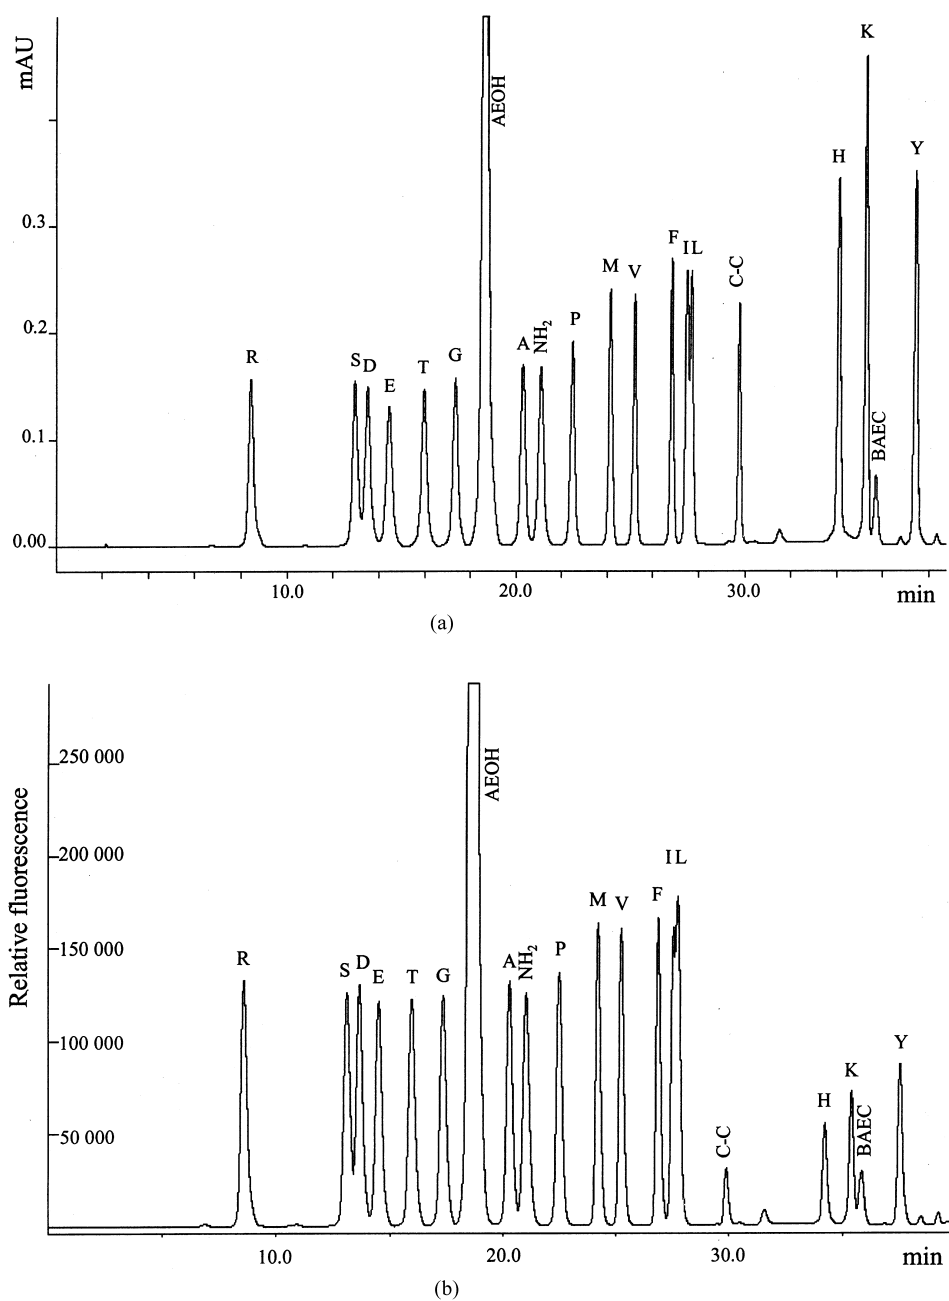 mAU
K
AEOH
H
Y
0.3
F
I L
C-C
M
V
0.2
P
NH2
A
R
S D
E
T
G
BAEC
0.1
0.00
10.0
20.0
30.0
min
(a)
Relative fluorescence
250 000
AEOH
200 000
I L
M
V
F
150 000
R
S
D
E
T
G
A
NH2
P
100 000
Y
K
H
50 000
C-C
BAEC
10.0
20.0
30.0
min
(b)